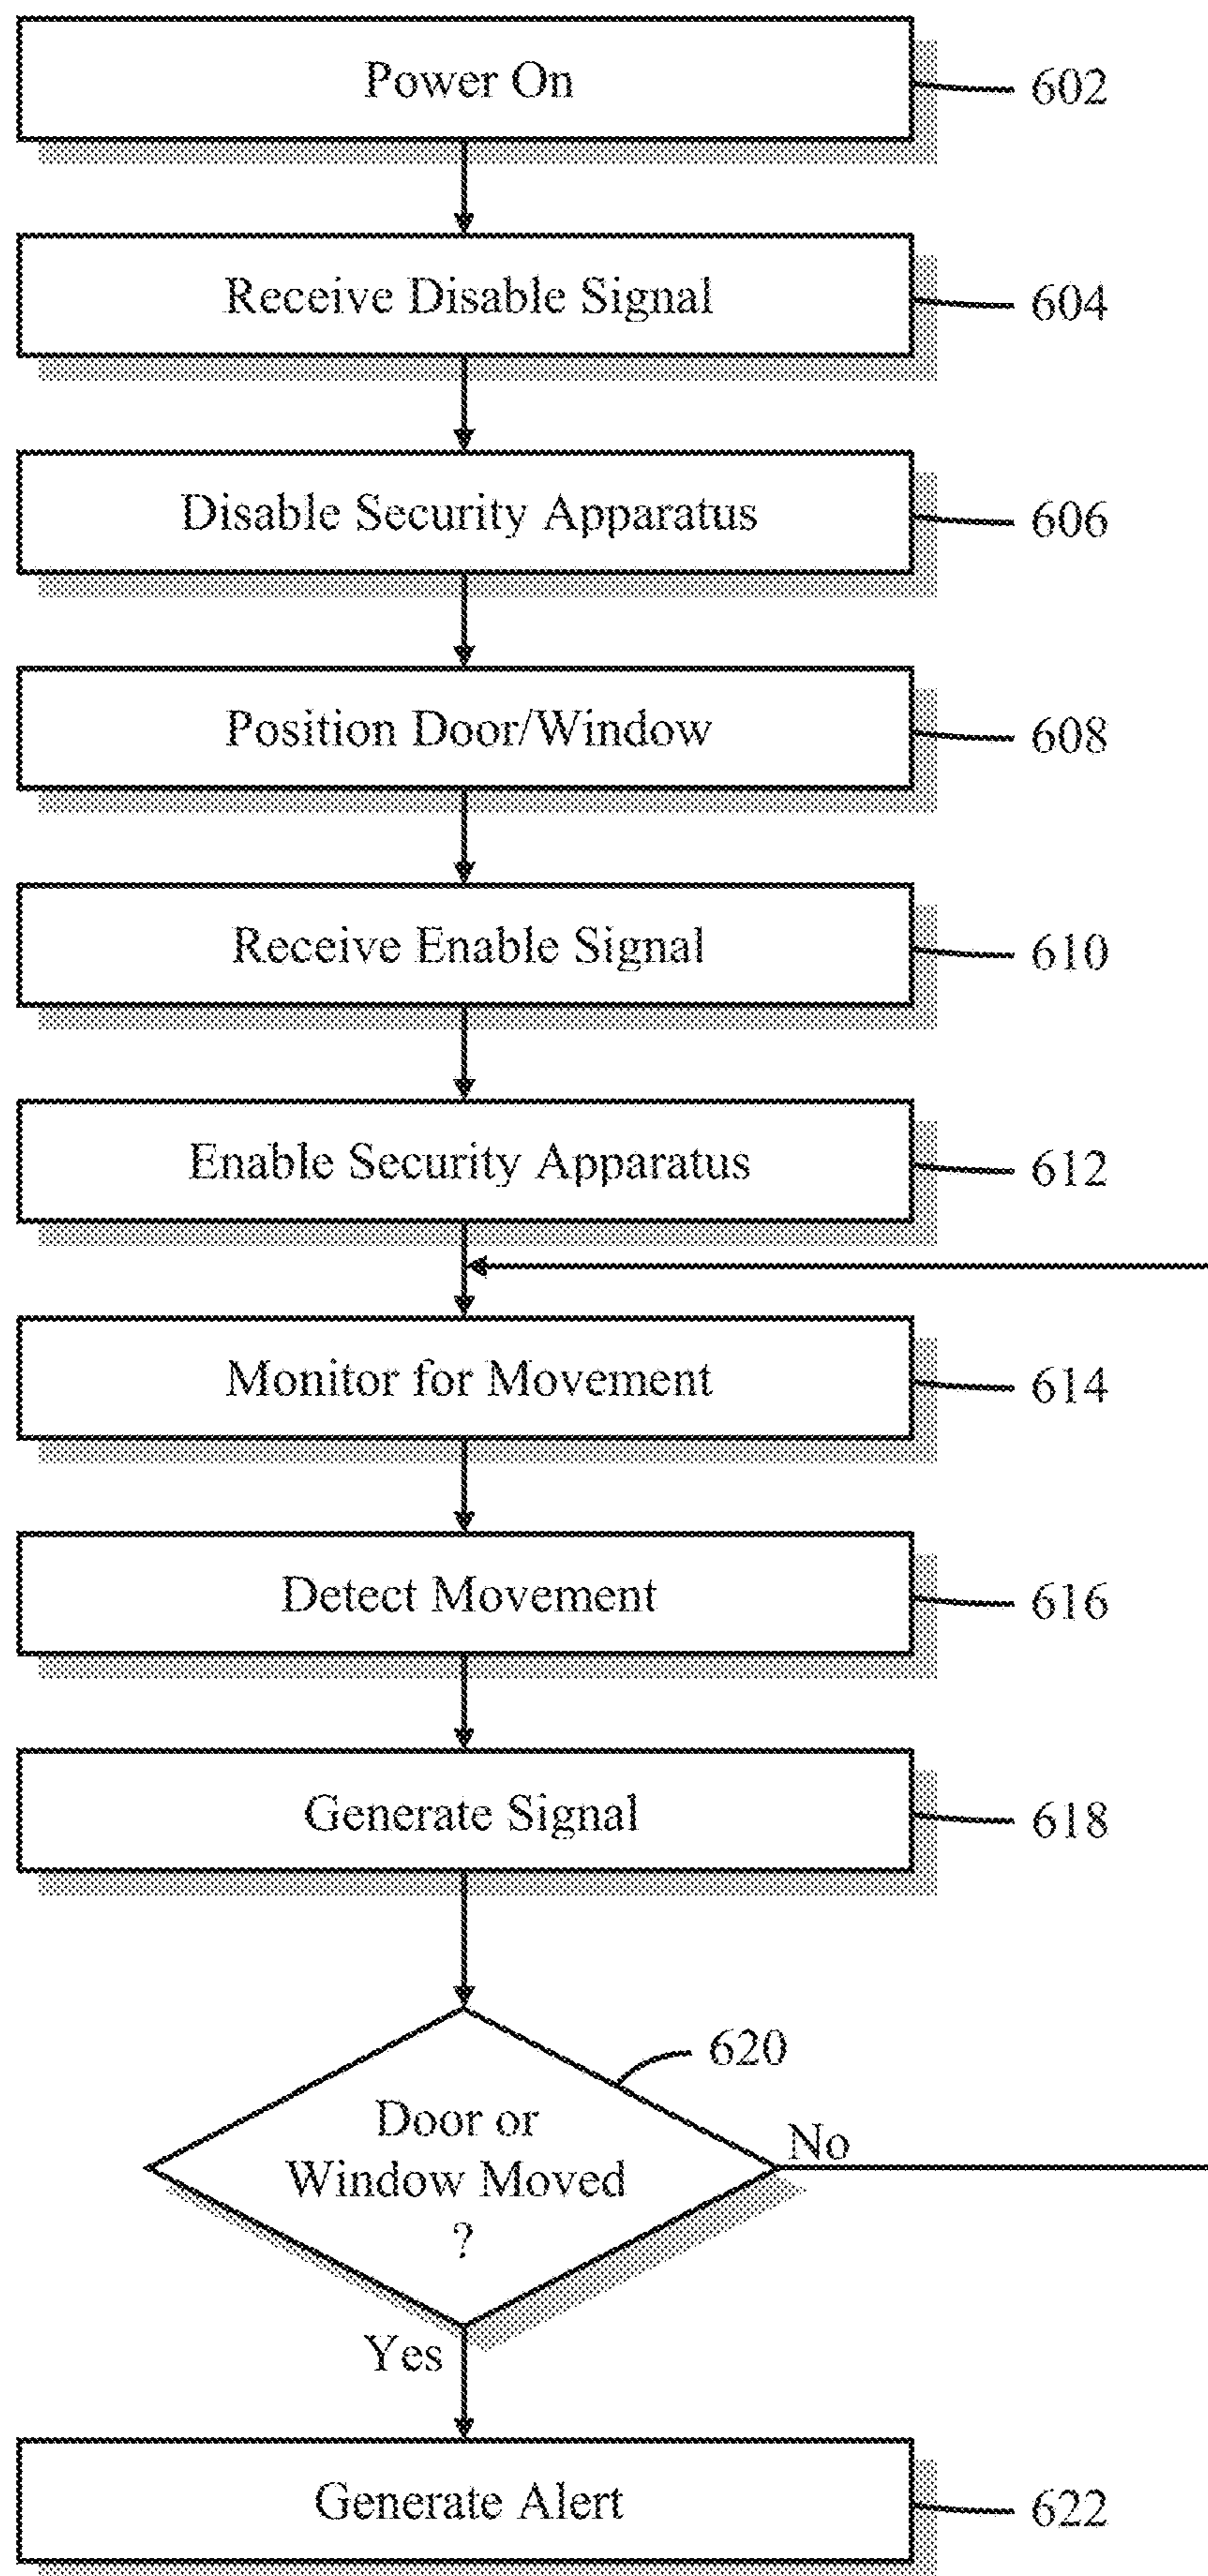 Power On
602
Receive Disable Signal
604
Disable Security Apparatus
606
Position Door/Window
608
Receive Enable Signal
610
Enable Security Apparatus
612
Monitor for Movement
614
Detect Movement
616
Generate Signal
618
620
Door or
Window Moved
?
No
Yes
Generate Alert
622